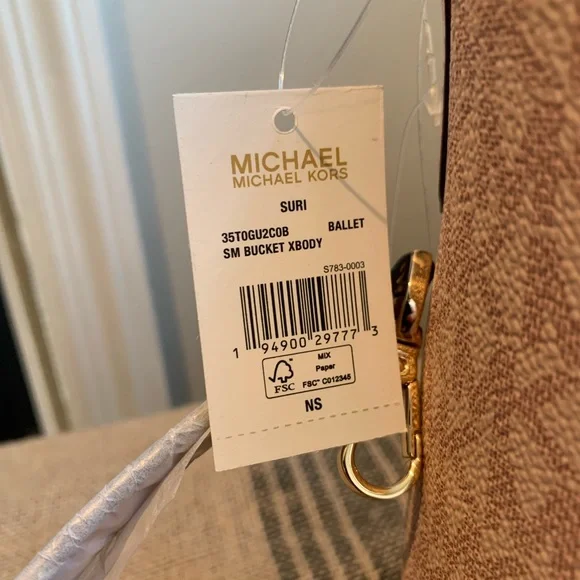 MICHAEL
MICHAEL KORS
SURI
35T0GU2C0B BALLET
SM BUCKET XBODY
S783-0003
1 94900 29777 3
MIX
Paper
FSC™ C012345
FSC
NS